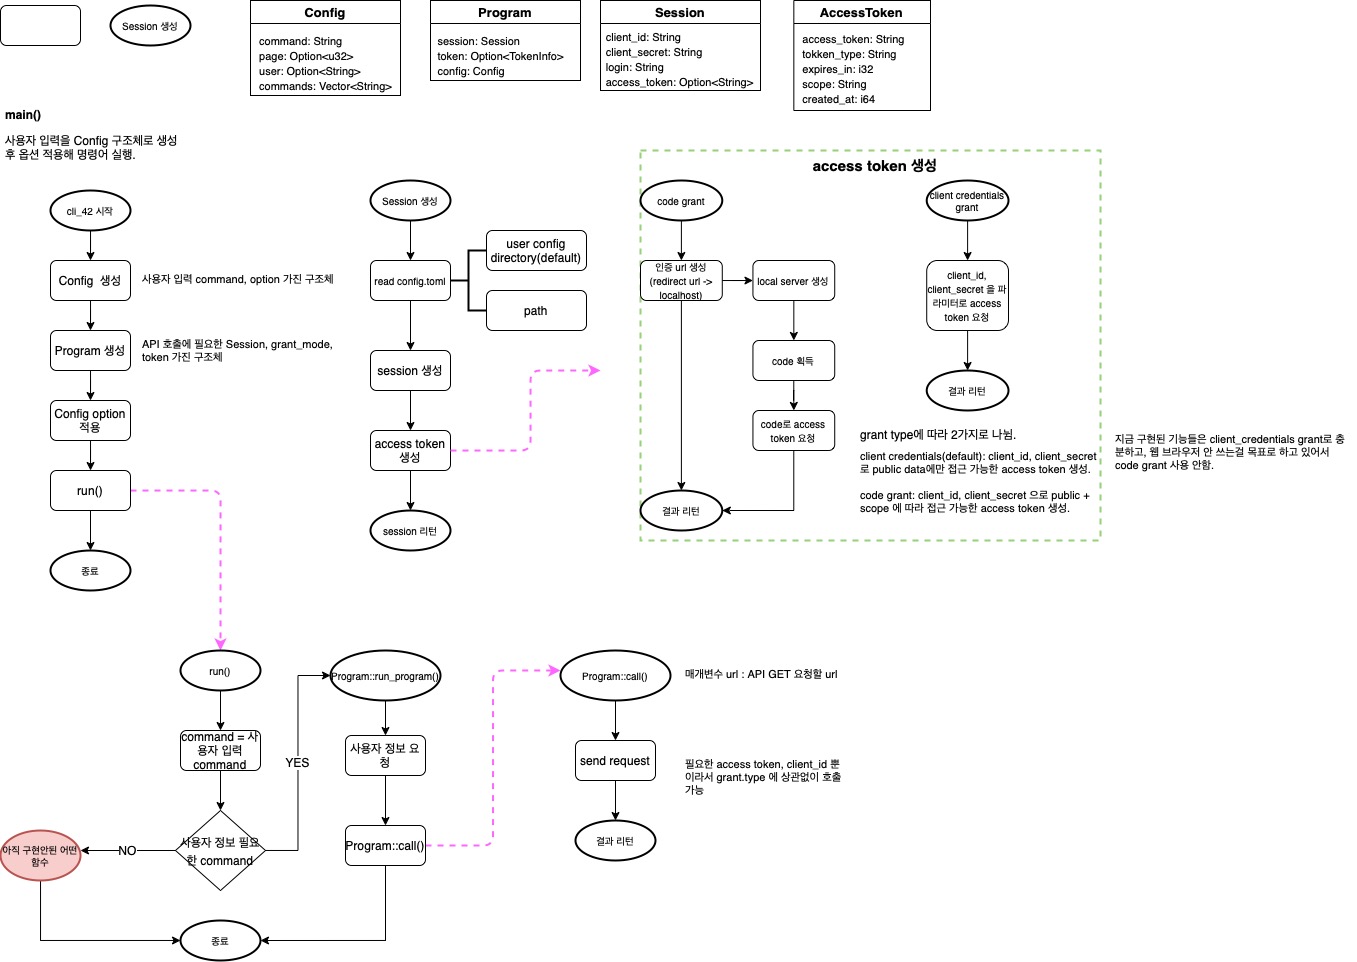 Session 생성
Config
command: String
page: Option<u32>
user: Option<String>
commands: Vector<String>
Program
session: Session
token: Option<TokenInfo>
config: Config
Session
client_id: String
client_secret: String
login: String
access_token: Option<String>
AccessToken
access_token: String
tokken_type: String
expires_in: i32
scope: String
created_at: i64
main()
사용자 입력을 Config 구조체로 생성
후 옵션 적용해 명령어 실행.
cli_42 시작
Config 생성
사용자 입력 command, option 가진 구조체
Program 생성
API 호출에 필요한 Session, grant_mode,
token 가진 구조체
Config option
적용
run()
종료
Session 생성
read config.toml
user config
directory(default)
path
session 생성
access token
생성
session 리턴
access token 생성
code grant
인증 url 생성
(redirect url ->
localhost)
local server 생성
code 획득
code로 access
token 요청
결과 리턴
client credentials
grant
client_id,
client_secret 을 파
라미터로 access
token 요청
결과 리턴
grant type에 따라 2가지로 나뉨.
client credentials(default): client_id, client_secret
로 public data에만 접근 가능한 access token 생성.
code grant: client_id, client_secret 으로 public +
scope 에 따라 접근 가능한 access token 생성.
지금 구현된 기능들은 client_credentials grant로 충
분하고, 웹 브라우저 안 쓰는걸 목표로 하고 있어서
code grant 사용 안함.
run()
command = 사
용자 입력
command
사용자 정보 필요
한 command
YES
NO
아직 구현안된 어떤
함수
종료
Program::run_program()
사용자 정보 요
청
Program::call()
Program::call()
매개변수 url : API GET 요청할 url
send request
필요한 access token, client_id 뿐
이라서 grant.type 에 상관없이 호출
가능
결과 리턴